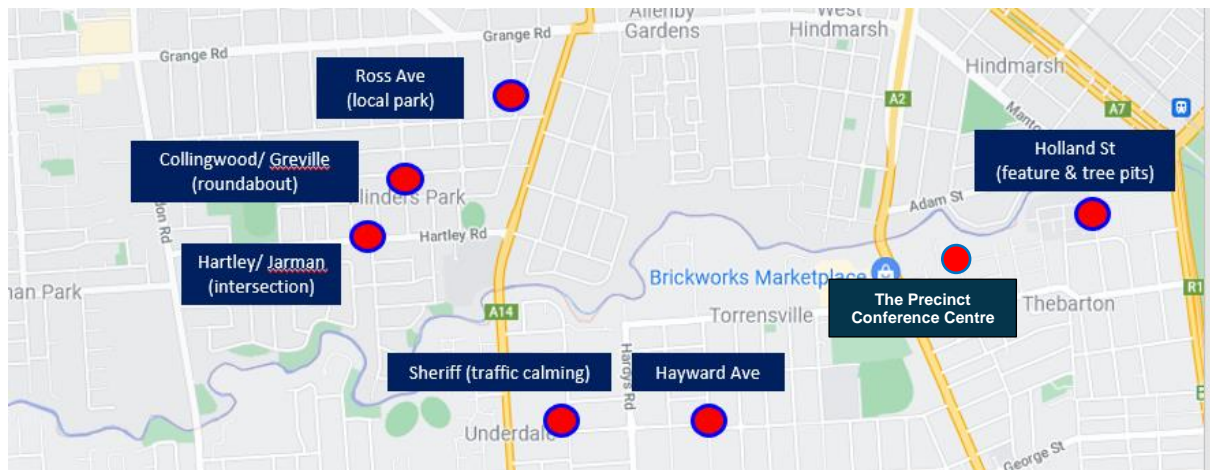 Allenby
Gardens
West
Hindmarsh
Grange Rd
Grange Rd
Hindmarsh
Ross Ave
(local park)
A2
A7
Holland St
(feature & tree pits)
Collingwood/ Greville
(roundabout)
Flinders Park
Adam St
Hartley Rd
Hartley/ Jarman
(intersection)
Brickworks Marketplace
R1
The Precinct
Conference Centre
Thebarton
Torrensville
A14
Sheriff (traffic calming)
Hayward Ave
Hardys Rd
Underdale
George St